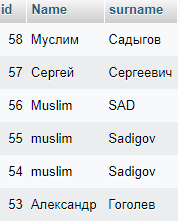 id Name surname
58 Муслим Садыгов
57 Сергей Сергеевич
56 Muslim SAD
55 muslim Sadigov
54 muslim Sadigov
53 Александр Гоголев